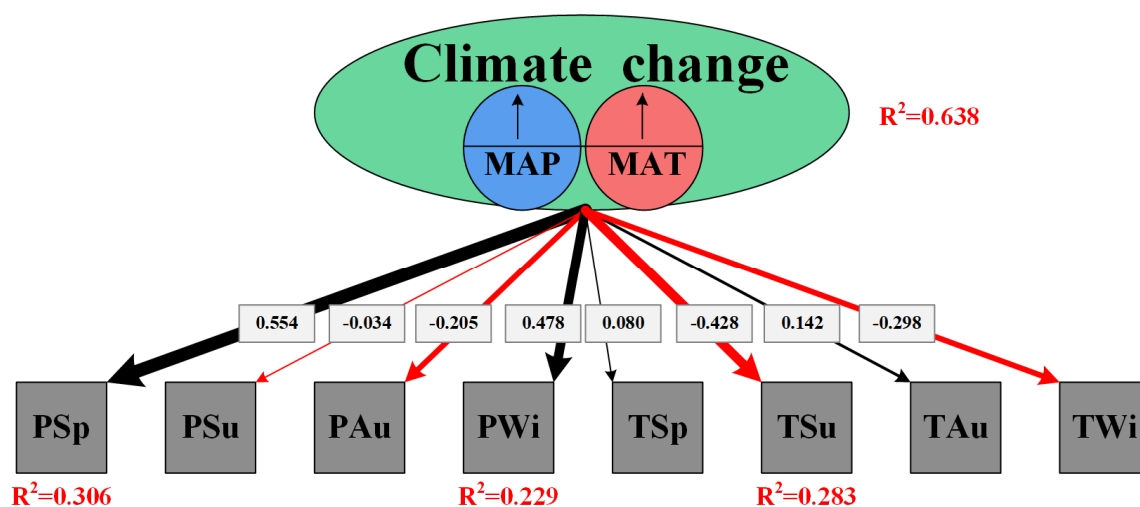 Climate change
MAP MAT
R²=0.638
0.554 -0.034 -0.205 0.478 0.080 -0.428 0.142 -0.298
PSp PSu PAu PWi TSp TSu TAu TWi
R²=0.306 R²=0.229 R²=0.283